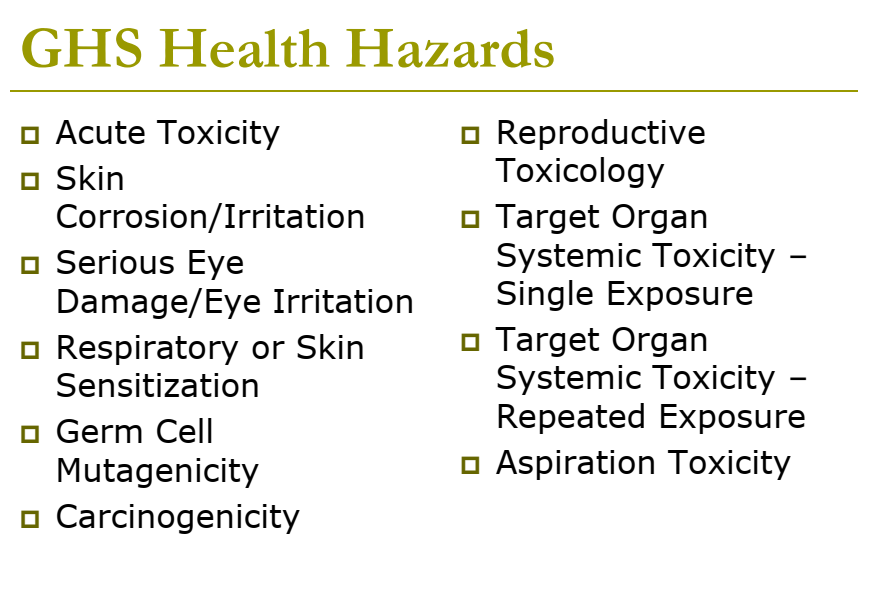 GHS Health Hazards
Acute Toxicity
Skin
Corrosion/Irritation
Serious Eye
Damage/Eye Irritation
Respiratory or Skin
Sensitization
Germ Cell
Mutagenicity
Carcinogenicity
Reproductive
Toxicology
Target Organ
Systemic Toxicity –
Single Exposure
Target Organ
Systemic Toxicity –
Repeated Exposure
Aspiration Toxicity